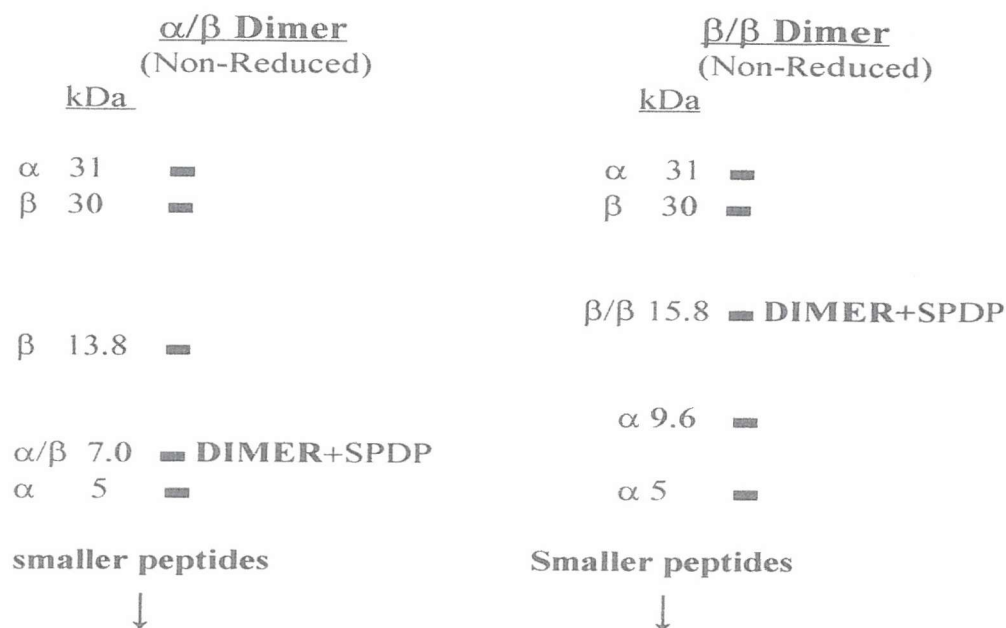 α/β Dimer
(Non-Reduced)
kDa
α 31
β 30
β 13.8
α/β 7.0 DIMER+SPDP
α 5
smaller peptides
β/β Dimer
(Non-Reduced)
kDa
α 31
β 30
β/β 15.8 DIMER+SPDP
α 9.6
α 5
Smaller peptides